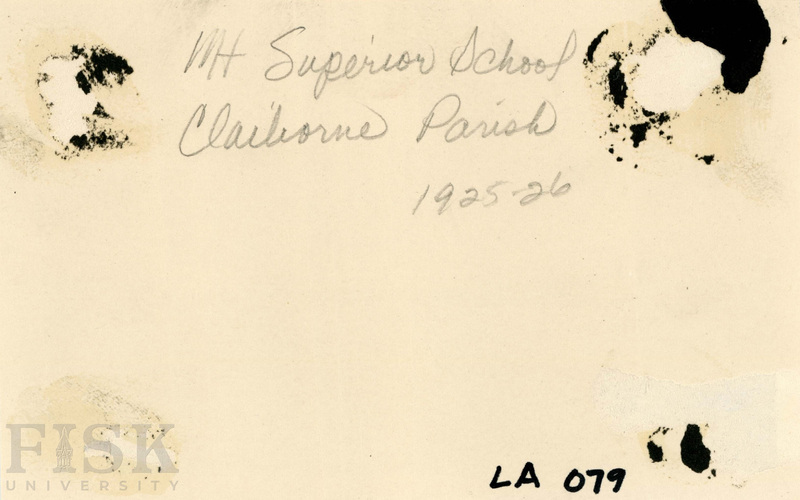 Mt Superior School
Claiborne Parish
1925-26
LA 079
FISK
UNIVERSITY